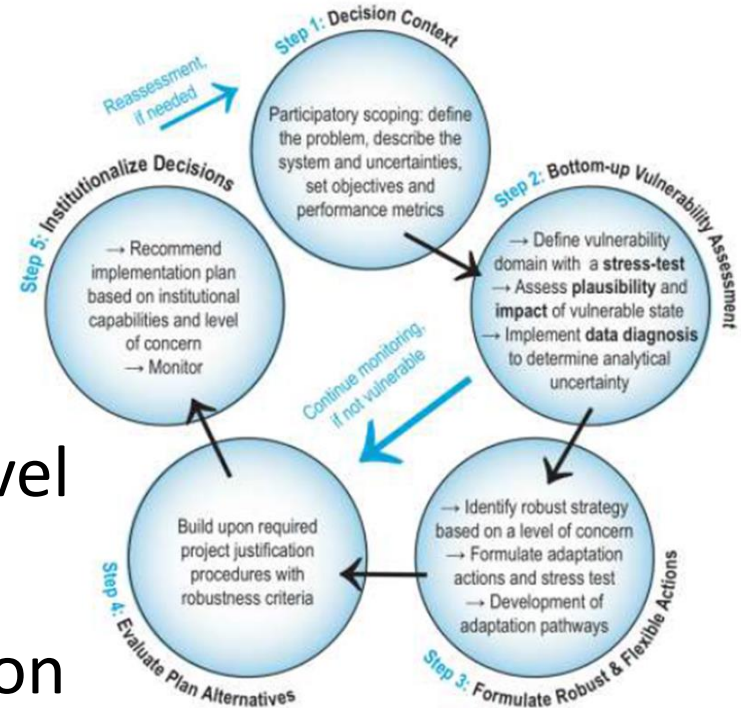 Step 1: Decision Context
Reassessment,
if needed
Participatory scoping: define
the problem, describe the
system and uncertainties,
set objectives and
performance metrics
Step 2: Bottom-up Vulnerability Assessment
→ Define vulnerability
domain with a stress-test
→ Assess plausibility and
impact of vulnerable state
→ Implement data diagnosis
to determine analytical
uncertainty
Step 5: Institutionalize Decisions
→ Recommend
implementation plan
based on institutional
capabilities and level
of concern
→ Monitor
Continue monitoring,
if not vulnerable
vel
→ Identify robust strategy
based on a level of concern
→ Formulate adaptation
actions and stress test
→ Development of
adaptation pathways
Step 3: Formulate Robust & Flexible Actions
Build upon required
project justification
procedures with
robustness criteria
Step 4: Evaluate Plan Alternatives
on